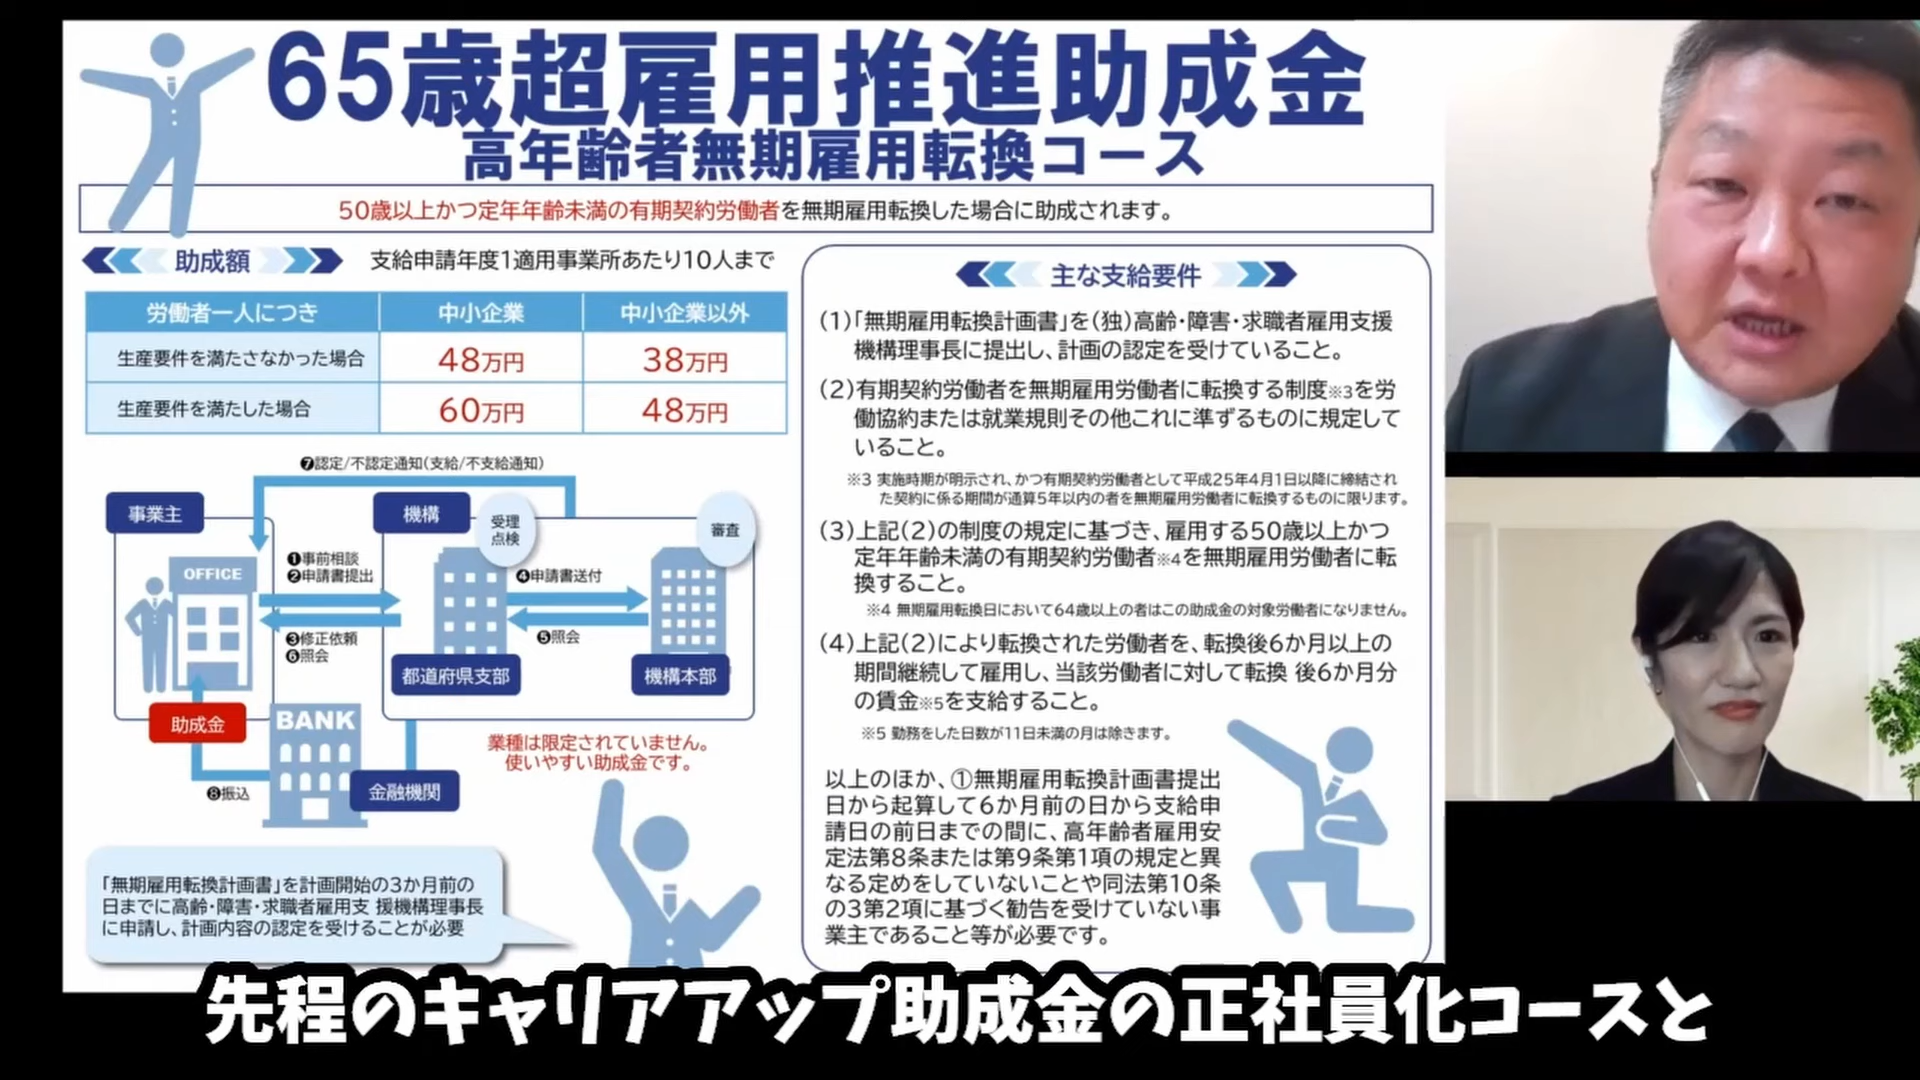 65歳超雇用推進助成金
高年齢者無期雇用転換コース
50歳以上かつ定年年齢未満の有期契約労働者を無期雇用転換した場合に助成されます。
助成額
支給申請年度1適用事業所あたり10人まで
労働者一人につき 中小企業 中小企業以外
生産要件を満たさなかった場合 48万円 38万円
生産要件を満たした場合 60万円 48万円
❼認定/不認定通知(支給/不支給通知)
事業主
機構
受理
点検
審査
OFFICE
❶事前相談
❷申請書提出
❹申請書送付
❸修正依頼
❻照会
❺照会
都道府県支部
機構本部
助成金
BANK
❽振込
金融機関
業種は限定されていません。
使いやすい助成金です。
「無期雇用転換計画書」を計画開始の3か月前の
日までに高齢・障害・求職者雇用支 援機構理事長
に申請し、計画内容の認定を受けることが必要
主な支給要件
(1)「無期雇用転換計画書」を(独)高齢・障害・求職者雇用支援
機構理事長に提出し、計画の認定を受けていること。
(2)有期契約労働者を無期雇用労働者に転換する制度※3を労
働協約または就業規則その他これに準ずるものに規定して
いること。
※3 実施時期が明示され、かつ有期契約労働者として平成25年4月1日以降に締結され
た契約に係る期間が通算5年以内の者を無期雇用労働者に転換するものに限ります。
(3)上記(2)の制度の規定に基づき、雇用する50歳以上かつ
定年年齢未満の有期契約労働者※4を無期雇用労働者に転
換すること。
※4 無期雇用転換日において64歳以上の者はこの助成金の対象労働者になりません。
(4)上記(2)により転換された労働者を、転換後6か月以上の
期間継続して雇用し、当該労働者に対して転換 後6か月分
の賃金※5を支給すること。
※5 勤務をした日数が11日未満の月は除きます。
以上のほか、①無期雇用転換計画書提出
日から起算して6か月前の日から支給申
請日の前日までの間に、高年齢者雇用安
定法第8条または第9条第1項の規定と異
なる定めをしていないことや同法第10条
の3第2項に基づく勧告を受けていない事
業主であること等が必要です。
先程のキャリアアップ助成金の正社員化コースと